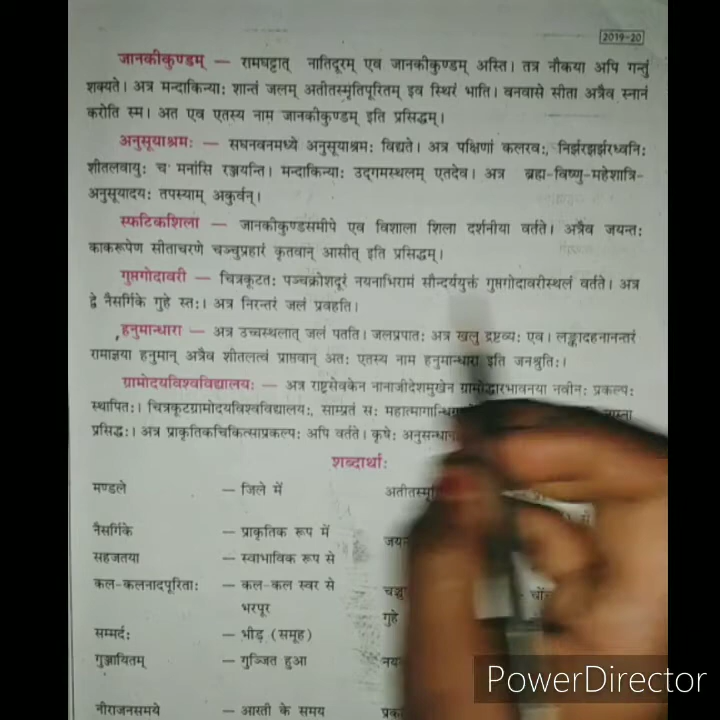 2019-20
जानकीकुण्डम् — रामघट्टात् नातिदूरम् एव जानकीकुण्डम् अस्ति। तत्र नौकया अपि गन्तुं
शक्यते। अत्र मन्दाकिन्याः शान्तं जलम् अतीतस्मृतिपूरितम् इव स्थिरं भाति। वनवासे सीता अत्रैव स्नानं
करोति स्म। अत एव एतस्य नाम जानकीकुण्डम् इति प्रसिद्धम्।
अनुसूयाश्रमः — सघनवनमध्ये अनुसूयाश्रमः विद्यते। अत्र पक्षिणां कलरवः, निर्झरझर्झरध्वनिः
शीतलवायुः च मनांसि रञ्जयन्ति। मन्दाकिन्याः उद्गमस्थलम् एतदेव। अत्र ब्रह्म-विष्णु-महेशात्रि-
अनुसूयादयः तपस्याम् अकुर्वन्।
स्फटिकशिला — जानकीकुण्डसमीपे एव विशाला शिला दर्शनीया वर्तते। अत्रैव जयन्तः
काकरूपेण सीताचरणे चञ्चुप्रहारं कृतवान् आसीत् इति प्रसिद्धम्।
गुप्तगोदावरी — चित्रकूटतः पञ्चक्रोशदूरं नयनाभिरामं सौन्दर्ययुक्तं गुप्तगोदावरीस्थलं वर्तते। अत्र
द्वे नैसर्गिके गुहे स्तः। अत्र निरन्तरं जलं प्रवहति।
हनुमान्धारा — अत्र उच्चस्थलात् जलं पतति। जलप्रपातः अत्र खलु द्रष्टव्यः एव। लङ्कादहनानन्तरं
रामाज्ञया हनुमान् अत्रैव शीतलत्वं प्राप्तवान् अतः एतस्य नाम हनुमान्धारा इति जनश्रुतिः।
ग्रामोदयविश्वविद्यालयः — अत्र राष्ट्रसेवकेन नानाजीदेशमुखेन ग्रामोद्धारभावनया नवीनः प्रकल्पः
स्थापितः। चित्रकूटग्रामोदयविश्वविद्यालयः, साम्प्रतं सः
प्रसिद्धः। अत्र प्राकृतिकचिकित्साप्रकल्पः अपि वर्तते। कृषेः
शब्दार्थाः
मण्डले — जिले में
नैसर्गिके — प्राकृतिक रूप में
सहजतया — स्वाभाविक रूप से
कल-कलनादपूरिताः — कल-कल स्वर से
भरपूर
गुहे
सम्मर्दः — भीड़ (समूह)
गुञ्जायितम् — गुञ्जित हुआ
नीराजनसमये — आरती के समय
PowerDirector